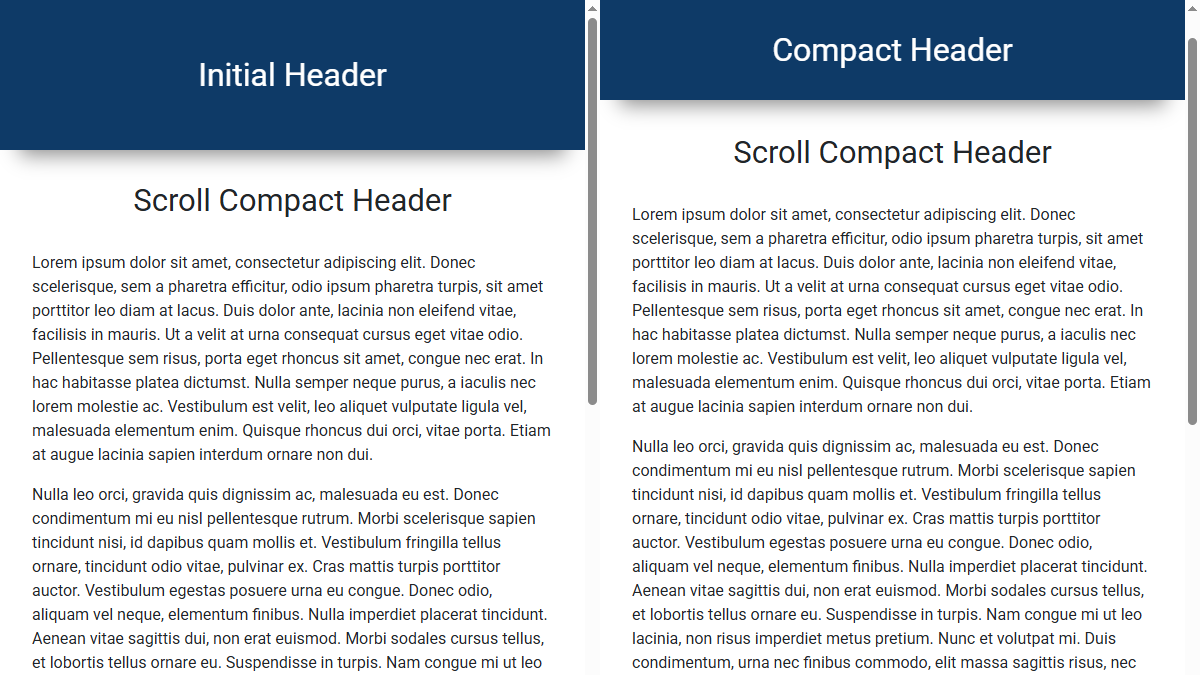 Initial Header
Scroll Compact Header
Lorem ipsum dolor sit amet, consectetur adipiscing elit. Donec
scelerisque, sem a pharetra efficitur, odio ipsum pharetra turpis, sit amet
porttitor leo diam at lacus. Duis dolor ante, lacinia non eleifend vitae,
facilisis in mauris. Ut a velit at urna consequat cursus eget vitae odio.
Pellentesque sem risus, porta eget rhoncus sit amet, congue nec erat. In
hac habitasse platea dictumst. Nulla semper neque purus, a iaculis nec
lorem molestie ac. Vestibulum est velit, leo aliquet vulputate ligula vel,
malesuada elementum enim. Quisque rhoncus dui orci, vitae porta. Etiam
at augue lacinia sapien interdum ornare non dui.
Nulla leo orci, gravida quis dignissim ac, malesuada eu est. Donec
condimentum mi eu nisl pellentesque rutrum. Morbi scelerisque sapien
tincidunt nisi, id dapibus quam mollis et. Vestibulum fringilla tellus
ornare, tincidunt odio vitae, pulvinar ex. Cras mattis turpis porttitor
auctor. Vestibulum egestas posuere urna eu congue. Donec odio,
aliquam vel neque, elementum finibus. Nulla imperdiet placerat tincidunt.
Aenean vitae sagittis dui, non erat euismod. Morbi sodales cursus tellus,
et lobortis tellus ornare eu. Suspendisse in turpis. Nam congue mi ut leo
Compact Header
Scroll Compact Header
Lorem ipsum dolor sit amet, consectetur adipiscing elit. Donec
scelerisque, sem a pharetra efficitur, odio ipsum pharetra turpis, sit amet
porttitor leo diam at lacus. Duis dolor ante, lacinia non eleifend vitae,
facilisis in mauris. Ut a velit at urna consequat cursus eget vitae odio.
Pellentesque sem risus, porta eget rhoncus sit amet, congue nec erat. In
hac habitasse platea dictumst. Nulla semper neque purus, a iaculis nec
lorem molestie ac. Vestibulum est velit, leo aliquet vulputate ligula vel,
malesuada elementum enim. Quisque rhoncus dui orci, vitae porta. Etiam
at augue lacinia sapien interdum ornare non dui.
Nulla leo orci, gravida quis dignissim ac, malesuada eu est. Donec
condimentum mi eu nisl pellentesque rutrum. Morbi scelerisque sapien
tincidunt nisi, id dapibus quam mollis et. Vestibulum fringilla tellus
ornare, tincidunt odio vitae, pulvinar ex. Cras mattis turpis porttitor
auctor. Vestibulum egestas posuere urna eu congue. Donec odio,
aliquam vel neque, elementum finibus. Nulla imperdiet placerat tincidunt.
Aenean vitae sagittis dui, non erat euismod. Morbi sodales cursus tellus,
et lobortis tellus ornare eu. Suspendisse in turpis. Nam congue mi ut leo
lacinia, non risus imperdiet metus pretium. Nunc et volutpat mi. Duis
condimentum, urna nec finibus commodo, elit massa sagittis risus, nec